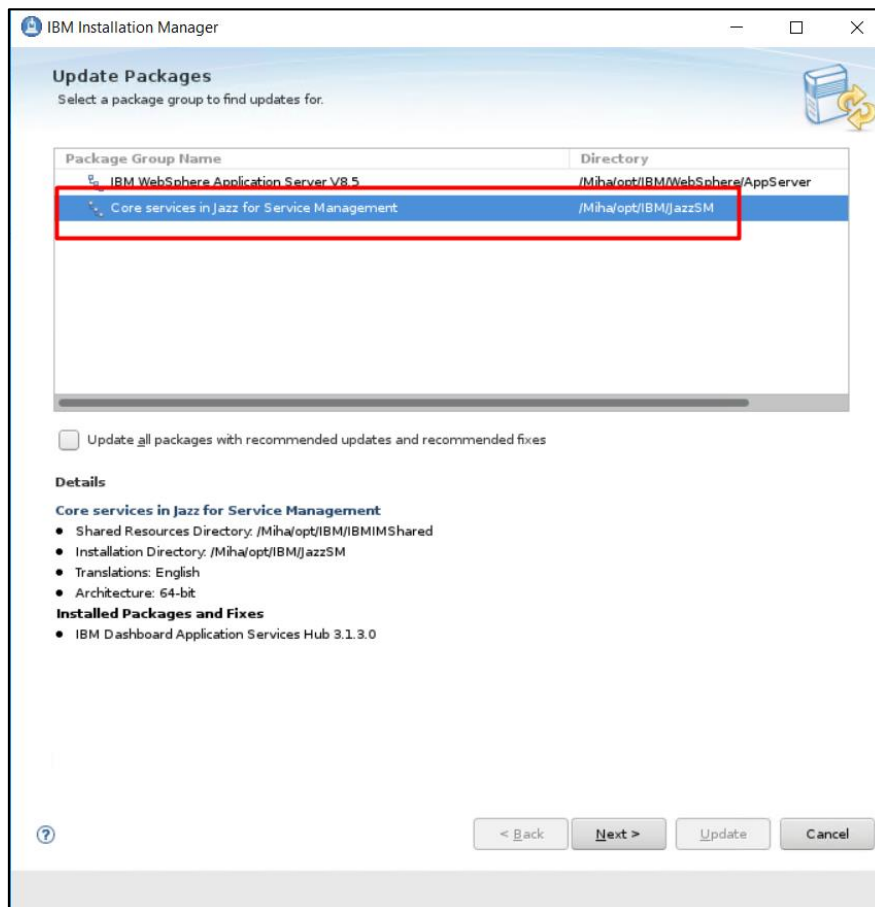 IBM Installation Manager
Update Packages
Select a package group to find updates for.
Package Group Name Directory
IBM WebSphere Application Server V8.5 /Miha/opt/IBM/WebSphere/AppServer
Core services in Jazz for Service Management /Miha/opt/IBM/JazzSM
Update all packages with recommended updates and recommended fixes
Details
Core services in Jazz for Service Management
• Shared Resources Directory: /Miha/opt/IBM/IBMIMShared
• Installation Directory: /Miha/opt/IBM/JazzSM
• Translations: English
• Architecture: 64-bit
Installed Packages and Fixes
• IBM Dashboard Application Services Hub 3.1.3.0
? < Back Next > Update Cancel